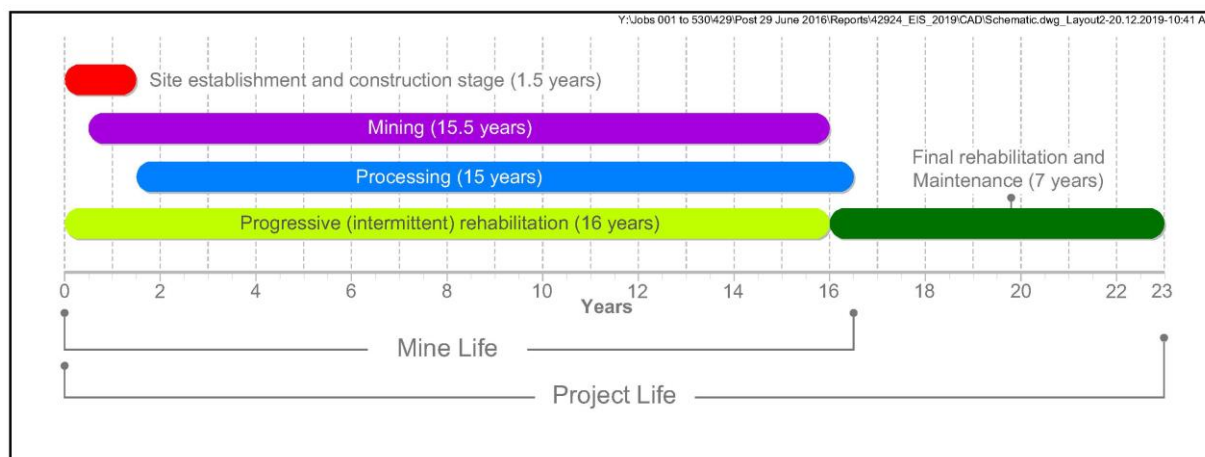 Y:\Jobs 001 to 530\429\Post 29 June 2016\Reports\42924_EIS_2019\CAD\Schematic.dwg_Layout2-20.12.2019-10:41 A
Site establishment and construction stage (1.5 years)
Mining (15.5 years)
Processing (15 years)
Final rehabilitation and
Maintenance (7 years)
Progressive (intermittent) rehabilitation (16 years)
0 2 4 6 8 10 12 14 16 18 20 22 23
Years
Mine Life
Project Life